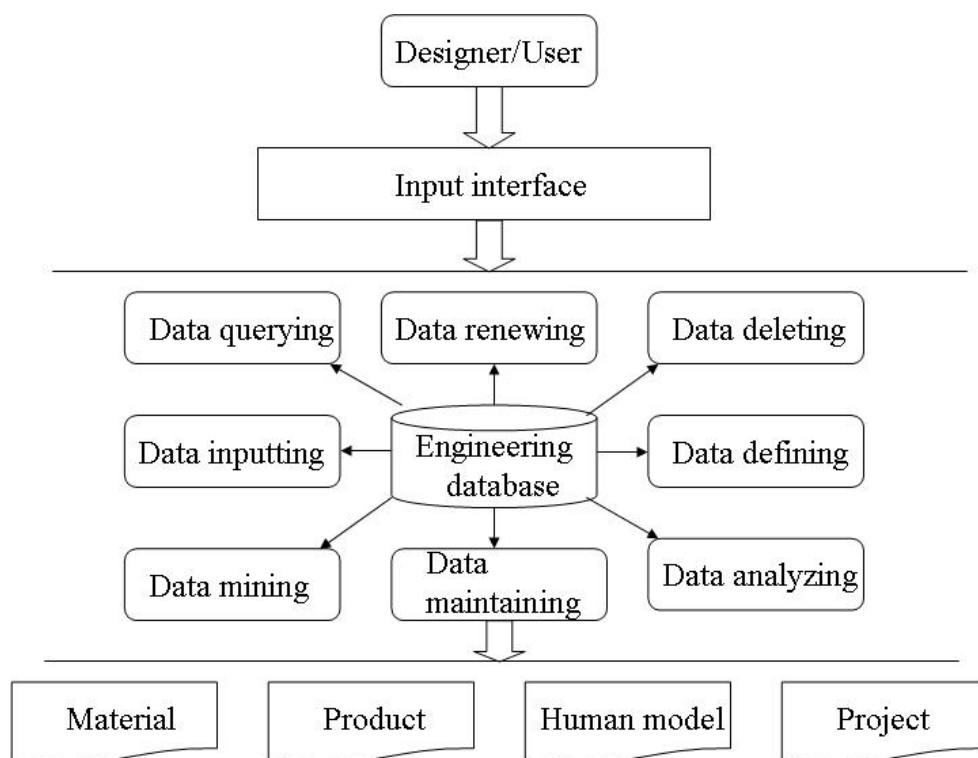 Designer/User
Input interface
Data querying
Data renewing
Data deleting
Data inputting
Engineering
database
Data defining
Data mining
Data
maintaining
Data analyzing
Material
Product
Human model
Project